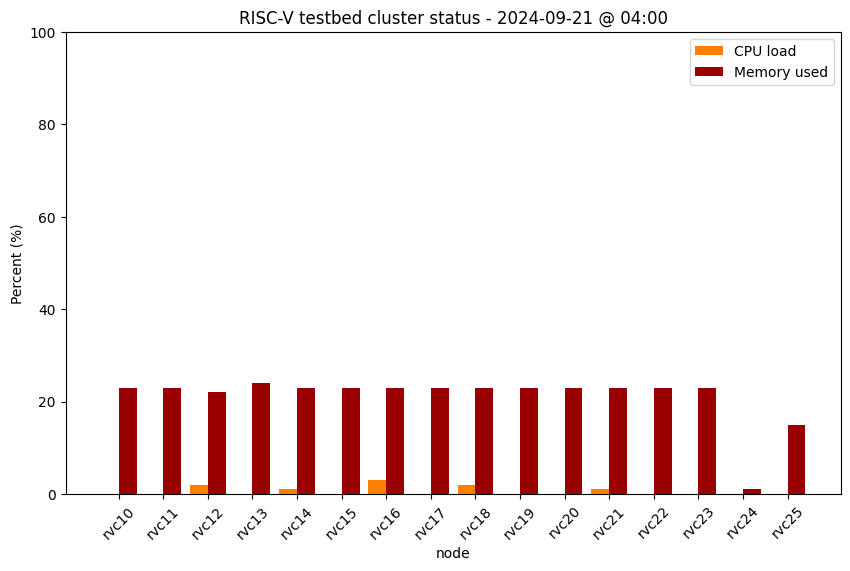 RISC-V testbed cluster status - 2024-09-21 @ 04:00
CPU load
Memory used
Percent (%)
100
80
60
40
20
0
rvc10
rvc11
rvc12
rvc13
rvc14
rvc15
rvc16
rvc17
rvc18
rvc19
rvc20
rvc21
rvc22
rvc23
rvc24
rvc25
node